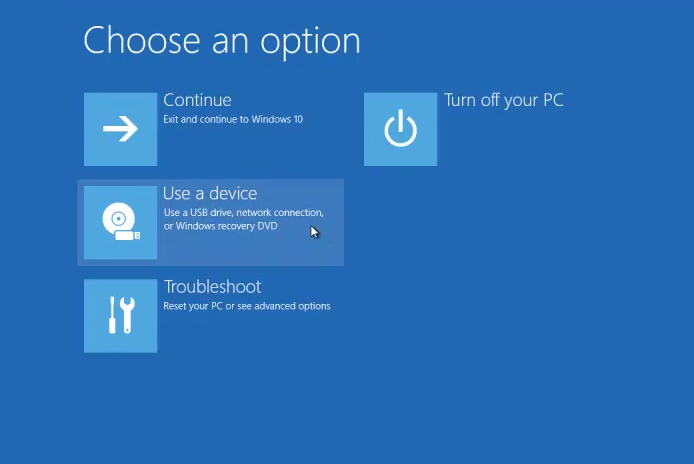 Choose an option
Continue
Exit and continue to Windows 10
Turn off your PC
Use a device
Use a USB drive, network connection,
or Windows recovery DVD
Troubleshoot
Reset your PC or see advanced options